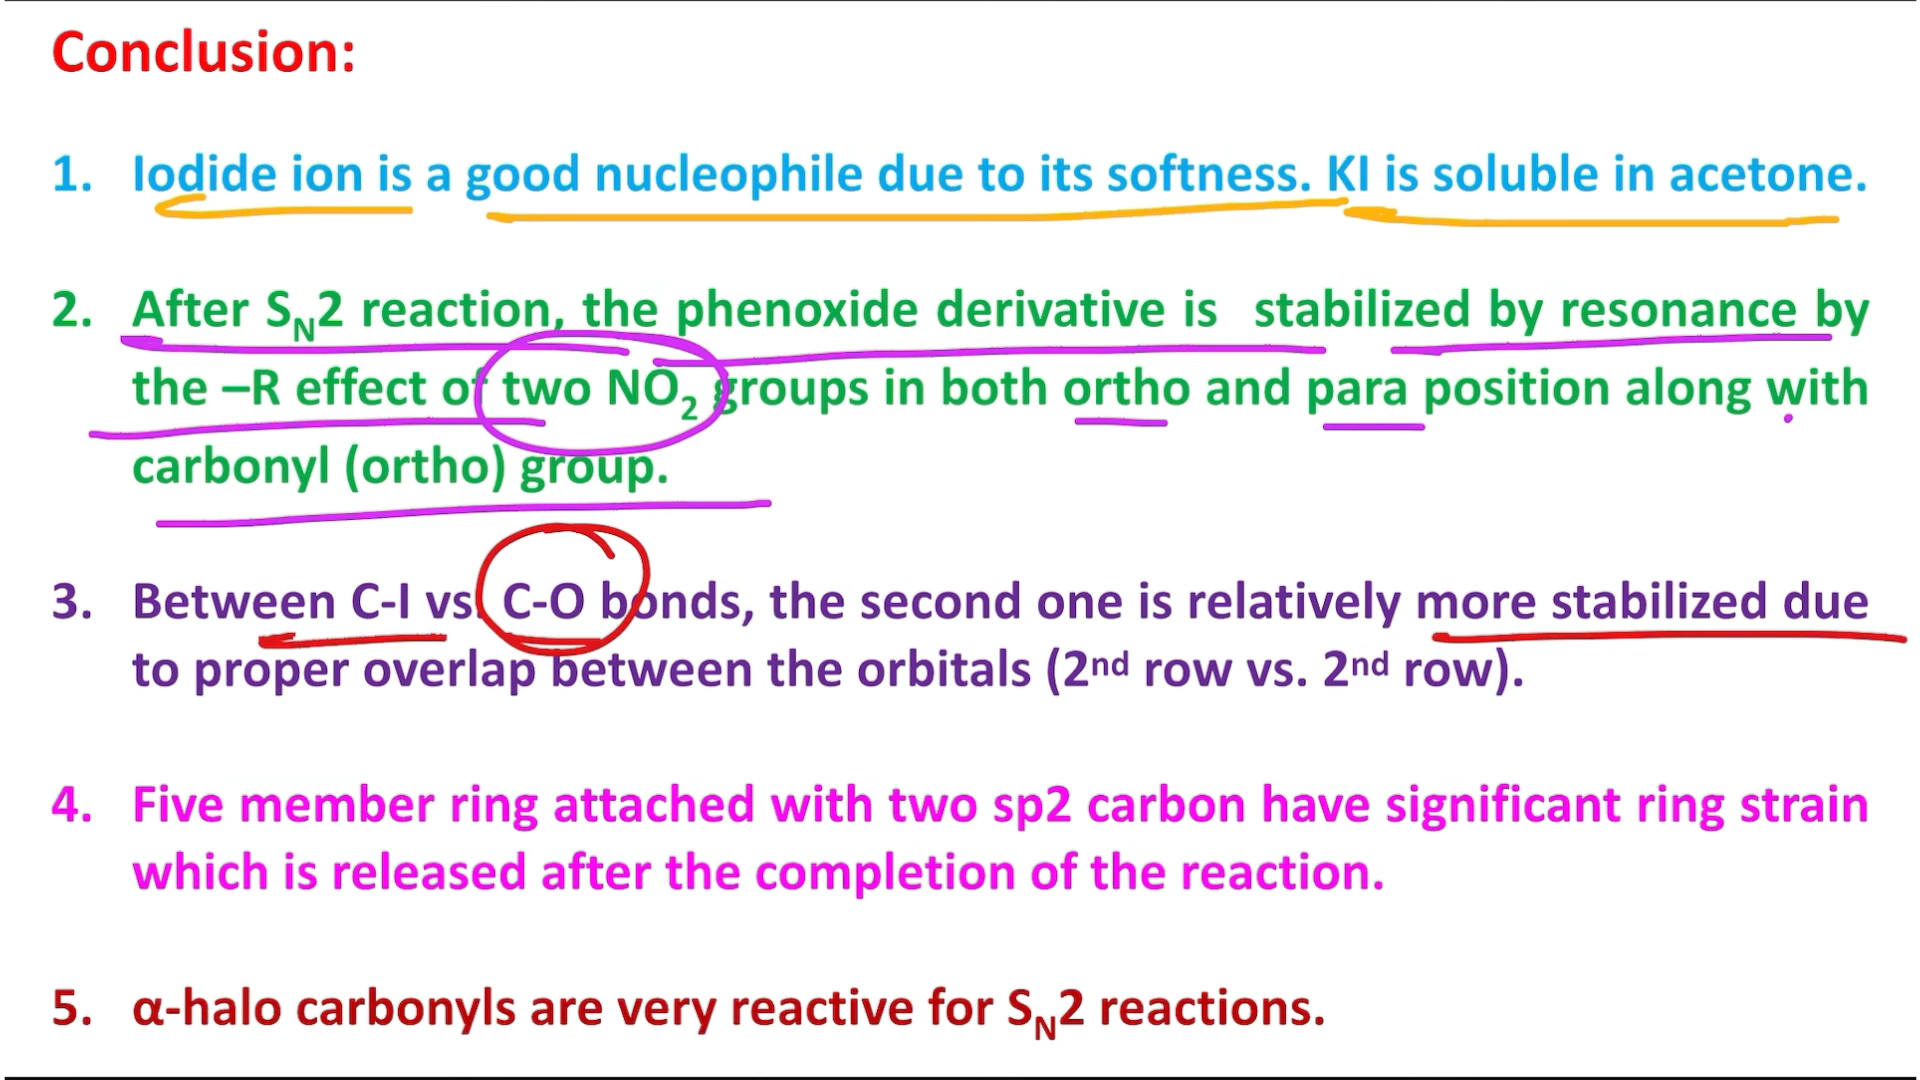 Conclusion:
1. Iodide ion is a good nucleophile due to its softness. KI is soluble in acetone.
2. After SN2 reaction, the phenoxide derivative is stabilized by resonance by
the –R effect of two NO2 groups in both ortho and para position along with
carbonyl (ortho) group.
3. Between C-I vs. C-O bonds, the second one is relatively more stabilized due
to proper overlap between the orbitals (2nd row vs. 2nd row).
4. Five member ring attached with two sp2 carbon have significant ring strain
which is released after the completion of the reaction.
5. α-halo carbonyls are very reactive for SN2 reactions.